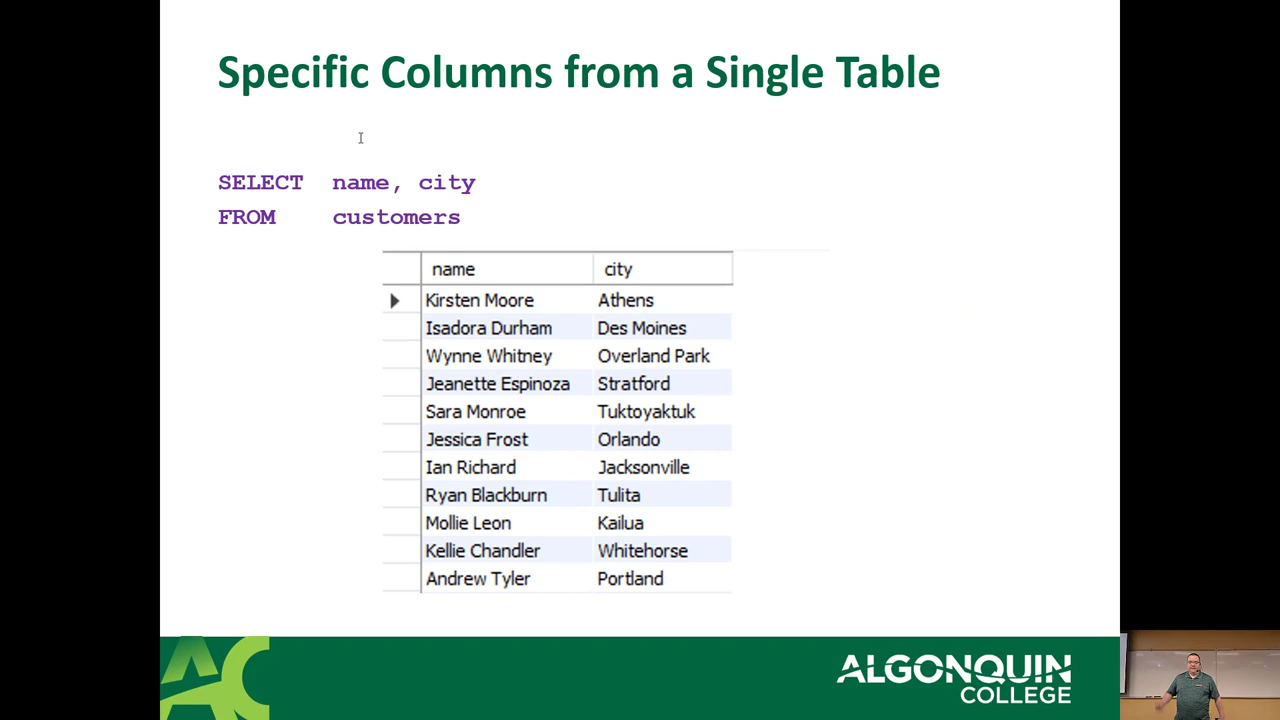 Specific Columns from a Single Table
SELECT name, city
FROM customers
name city
Kirsten Moore Athens
Isadora Durham Des Moines
Wynne Whitney Overland Park
Jeanette Espinoza Stratford
Sara Monroe Tuktoyaktuk
Jessica Frost Orlando
Ian Richard Jacksonville
Ryan Blackburn Tulita
Mollie Leon Kailua
Kellie Chandler Whitehorse
Andrew Tyler Portland
AC
ALGONQUIN
COLLEGE